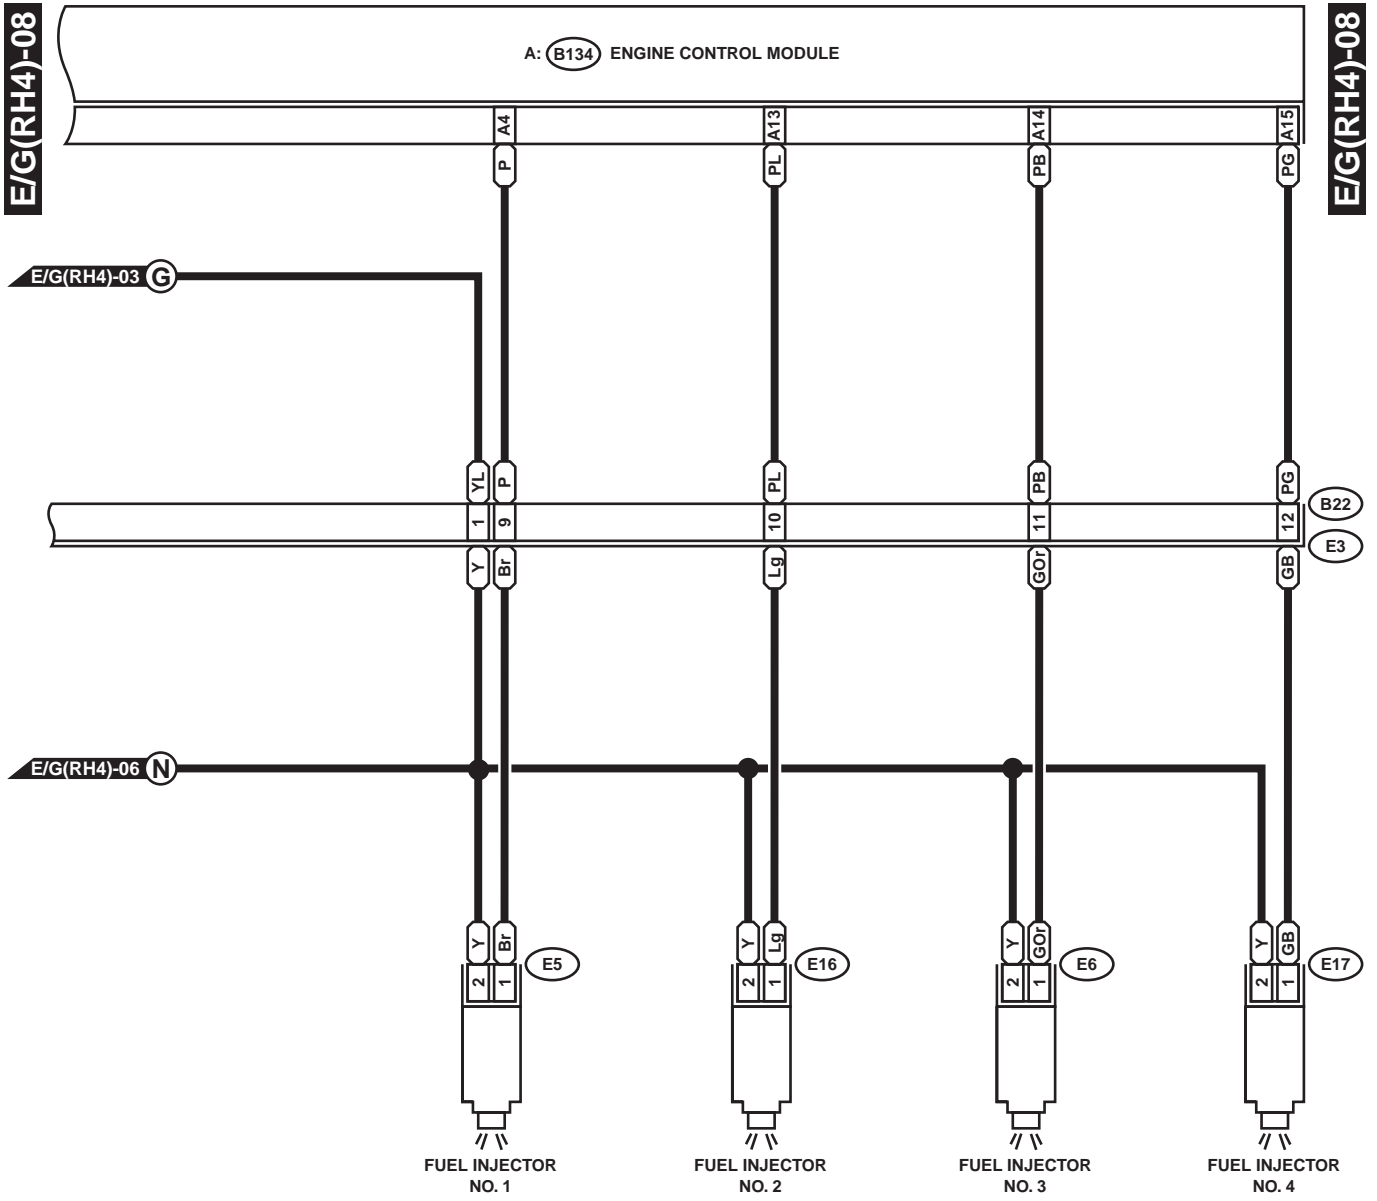 E/G(RH4)-08
E/G(RH4)-08
A: B134 ENGINE CONTROL MODULE
A4 A13 A14 A15
P PL PB PG
E/G(RH4)-03 G
YL P PL PB PG
1 9 10 11 12 B22
E3
Y Br Lg GOr GB
E/G(RH4)-06 N
Y Br Y Lg Y GOr Y GB
E5 E16 E6 E17
2 1 2 1 2 1 2 1
FUEL INJECTOR FUEL INJECTOR FUEL INJECTOR FUEL INJECTOR
NO. 1 NO. 2 NO. 3 NO. 4